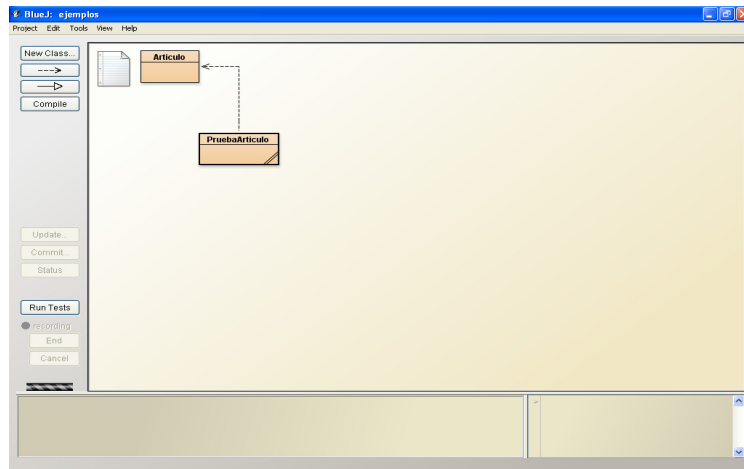 BlueJ: ejemplos
Project Edit Tools View Help
New Class...
Compile
Articulo
PruebaArticulo
Update...
Commit...
Status
Run Tests
recording
End
Cancel